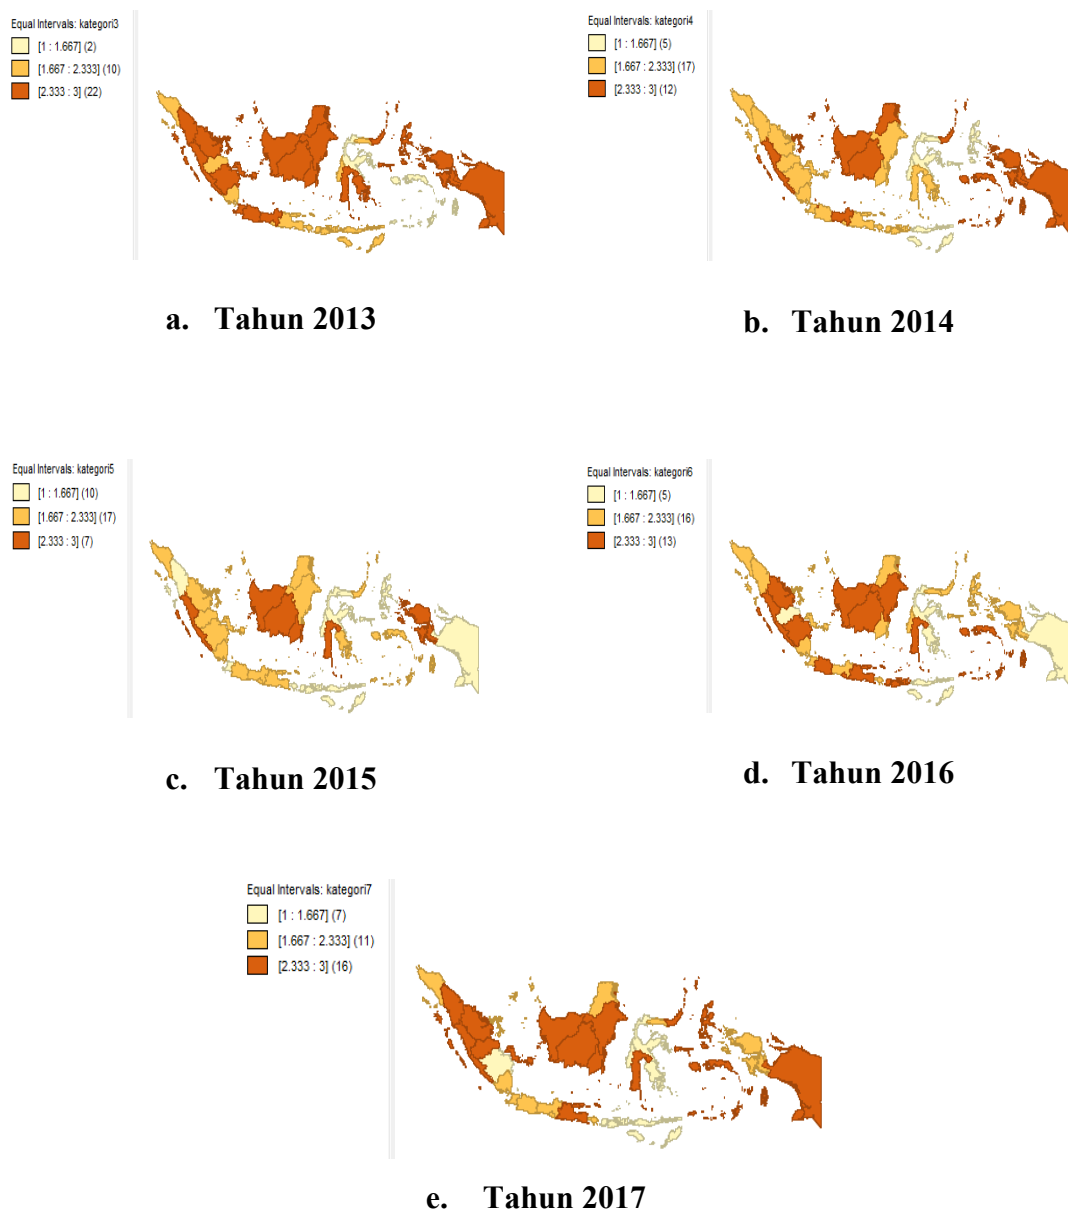 Equal Intervals: kategori3
[1 : 1.667] (2)
[1.667 : 2.333] (10)
[2.333 : 3] (22)
a. Tahun 2013
Equal Intervals: kategori4
[1 : 1.667] (5)
[1.667 : 2.333] (17)
[2.333 : 3] (12)
b. Tahun 2014
Equal Intervals: kategori5
[1 : 1.667] (10)
[1.667 : 2.333] (17)
[2.333 : 3] (7)
c. Tahun 2015
Equal Intervals: kategori6
[1 : 1.667] (5)
[1.667 : 2.333] (16)
[2.333 : 3] (13)
d. Tahun 2016
Equal Intervals: kategori7
[1 : 1.667] (7)
[1.667 : 2.333] (11)
[2.333 : 3] (16)
e. Tahun 2017